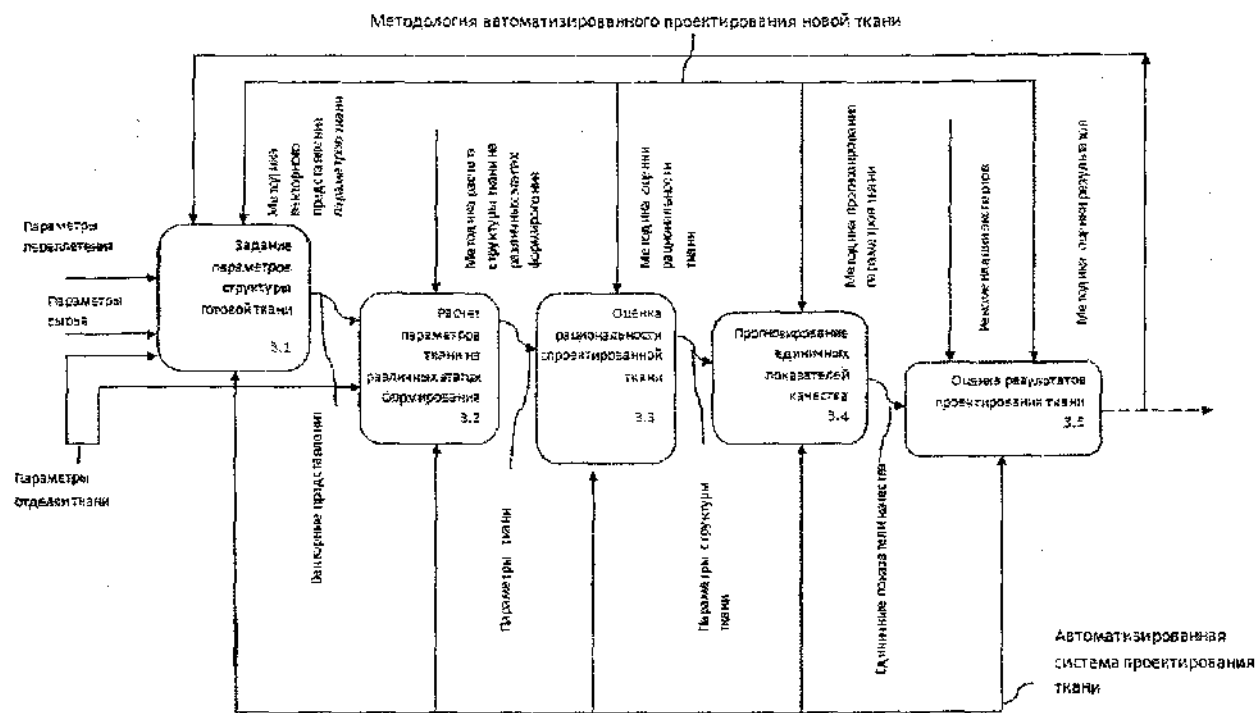 Методология автоматизированного проектирования новой ткани
Методика
векторного
представления
параметров ткани
Методика расчета
структуры ткани на
различных этапах
формирования
Методика оценки
рациональности
ткани
Методика прогнозирования
параметров ткани
Рекомендации экспертов
Методики оценки результатов
Параметры
переплетения
Параметры
сырья
Параметры
отделки ткани
Задание
параметров
структуры
готовой ткани
3.1
Расчет
параметров
ткани на
различных этапах
формирования
3.2
Оценка
рациональности
спроектированной
ткани
3.3
Прогнозирование
единичных
показателей
качества
3.4
Оценка результатов
проектирования ткани
3.5
Векторные представления
Параметры ткани
Параметры структуры
ткани
Единичные показатели качества
Автоматизированная
система проектирования
ткани